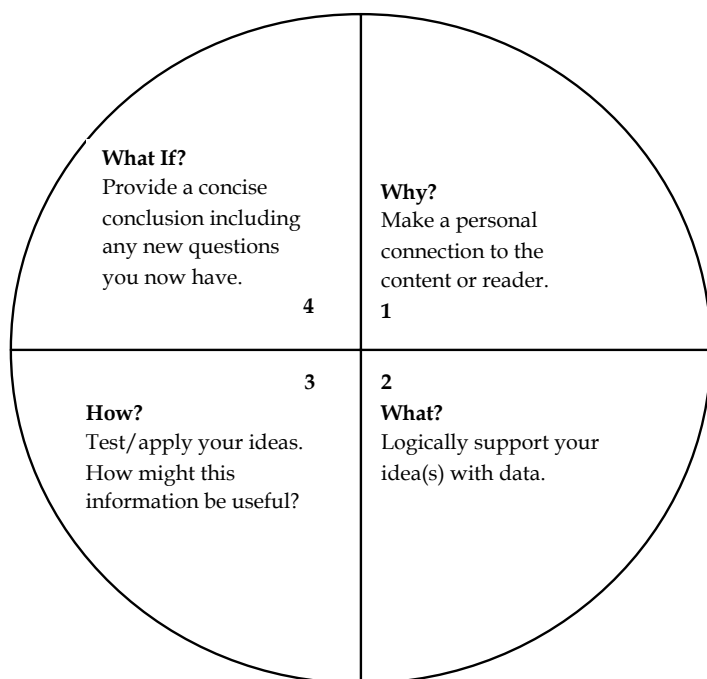 What If?
Provide a concise
conclusion including
any new questions
you now have.
4
Why?
Make a personal
connection to the
content or reader.
1
3
How?
Test/apply your ideas.
How might this
information be useful?
2
What?
Logically support your
idea(s) with data.